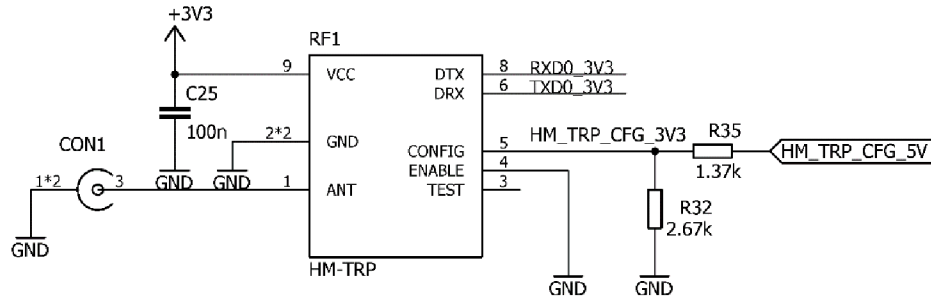 +3V3
RF1
9 VCC DTX 8 RXD0_3V3
DRX 6 TXD0_3V3
C25
100n
2*2 GND
CONFIG 5 HM_TRP_CFG_3V3 R35 HM_TRP_CFG_5V
1.37k
ENABLE 4
CON1
1*2 3 GND GND 1 ANT TEST 3
R32
2.67k
GND
HM-TRP
GND GND